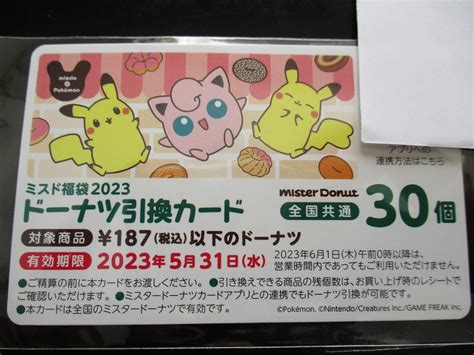 misdo
Pokémon
アプリへの
連携方法はこちら
ミスド福袋2023
ドーナツ引換カード
mister Donut
全国共通
30個
対象商品 ¥187(税込)以下のドーナツ
有効期限 2023年5月31日(水)
2023年6月1日(木)午前0時以降は、
営業時間内であってもご利用いただけません。
●ご精算の前に本カードをお渡しください。●引き換えできる商品の残個数は、お買い上げ時のレシートで
ご確認いただけます。●ミスタードーナツカードアプリとの連携でもドーナツ引換が可能です。
●本カードは全国のミスタードーナツで有効です。
©Pokémon. ©Nintendo/Creatures Inc./GAME FREAK inc.